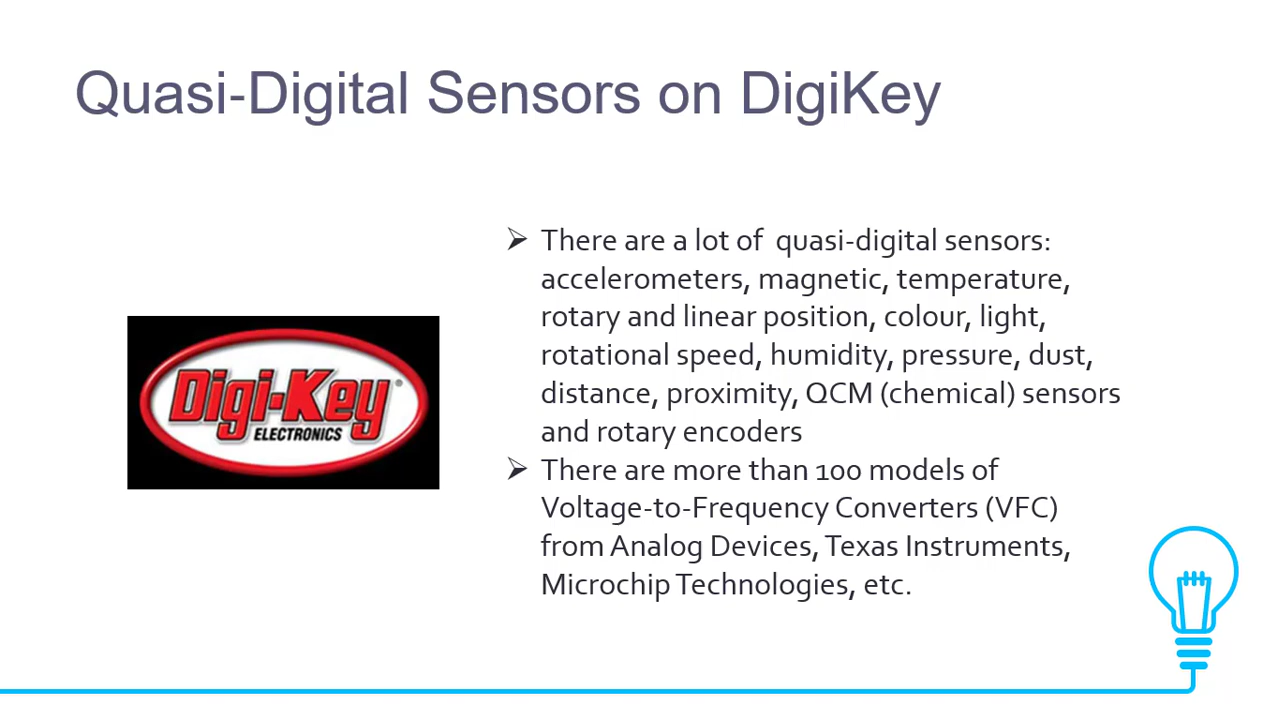 Quasi-Digital Sensors on DigiKey
Digi-Key®
ELECTRONICS
➢ There are a lot of quasi-digital sensors:
accelerometers, magnetic, temperature,
rotary and linear position, colour, light,
rotational speed, humidity, pressure, dust,
distance, proximity, QCM (chemical) sensors
and rotary encoders
➢ There are more than 100 models of
Voltage-to-Frequency Converters (VFC)
from Analog Devices, Texas Instruments,
Microchip Technologies, etc.